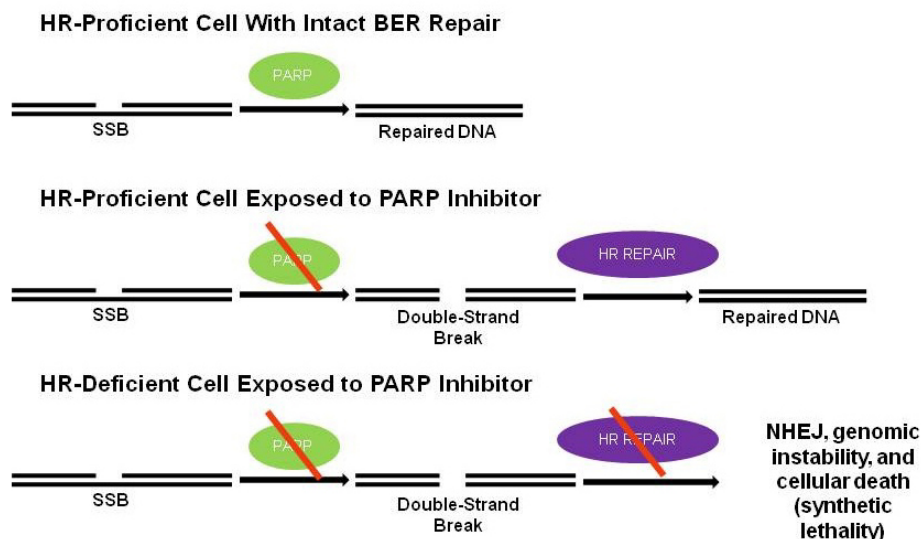 HR-Proficient Cell With Intact BER Repair
PARP
SSB
Repaired DNA
HR-Proficient Cell Exposed to PARP Inhibitor
PARP
HR REPAIR
SSB
Double-Strand
Break
Repaired DNA
HR-Deficient Cell Exposed to PARP Inhibitor
PARP
HR REPAIR
SSB
Double-Strand
Break
NHEJ, genomic
instability, and
cellular death
(synthetic
lethality)